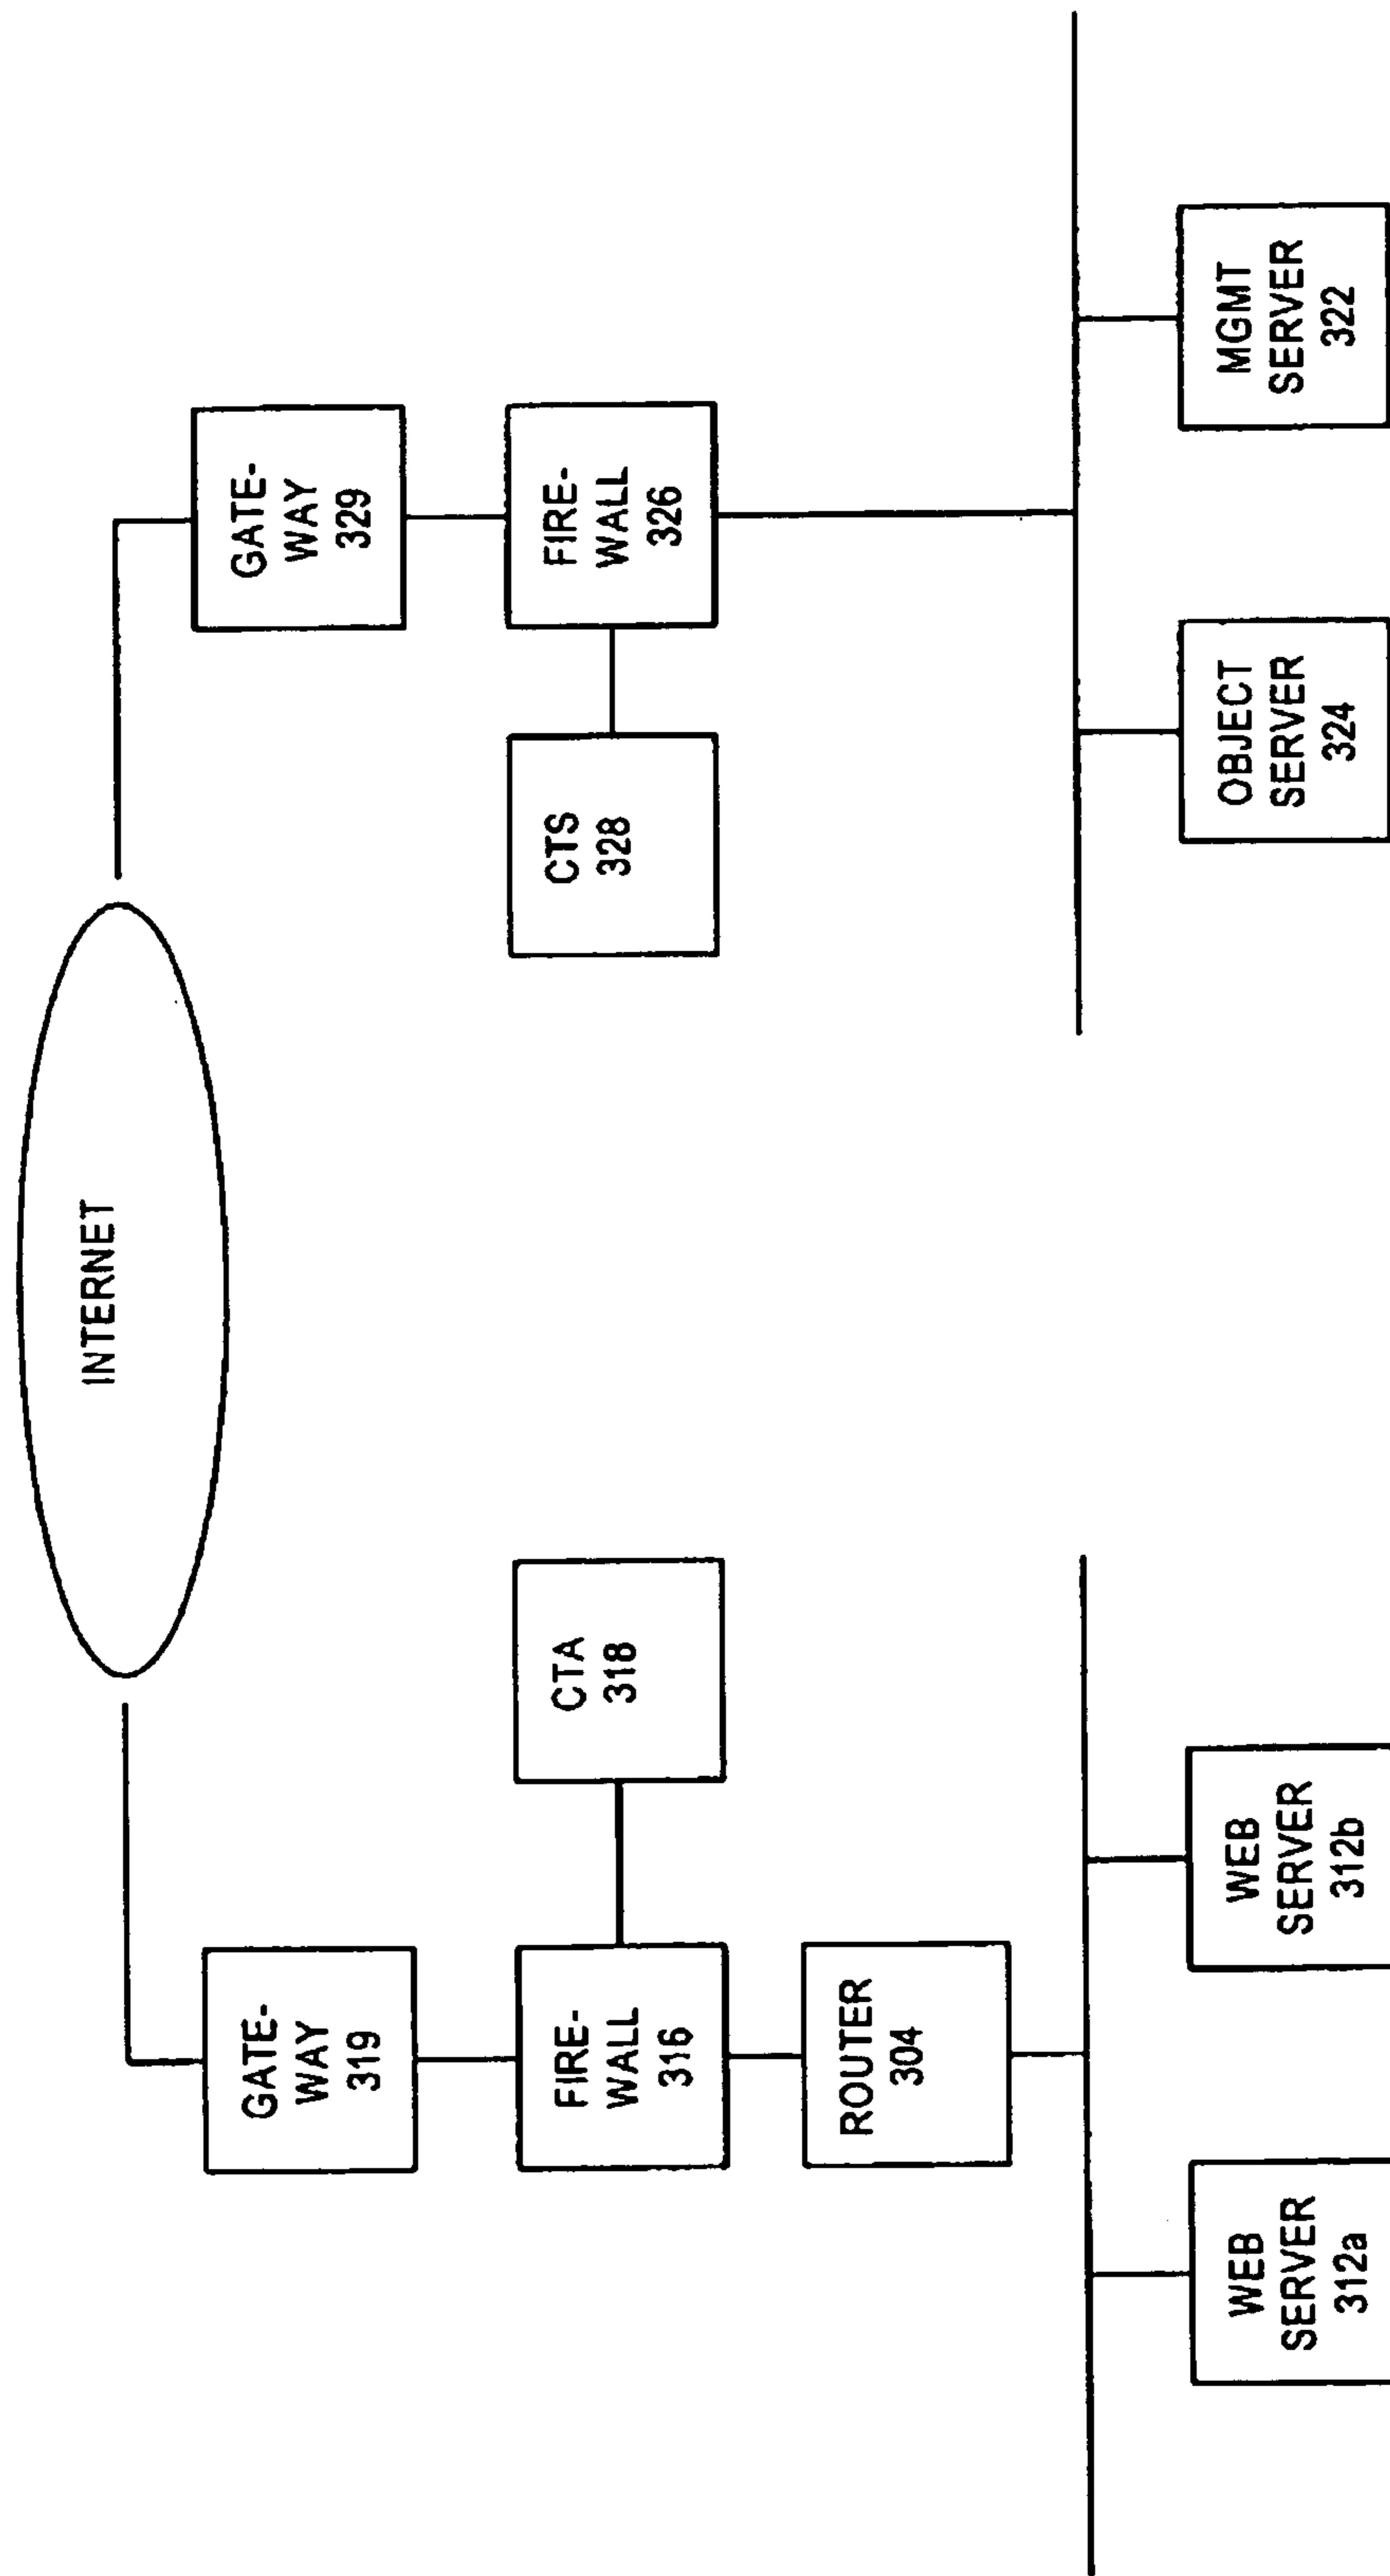 INTERNET
GATE-
WAY
319
FIRE-
WALL
316
CTA
318
ROUTER
304
WEB
SERVER
312a
WEB
SERVER
312b
GATE-
WAY
329
CTS
328
FIRE-
WALL
326
OBJECT
SERVER
324
MGMT
SERVER
322